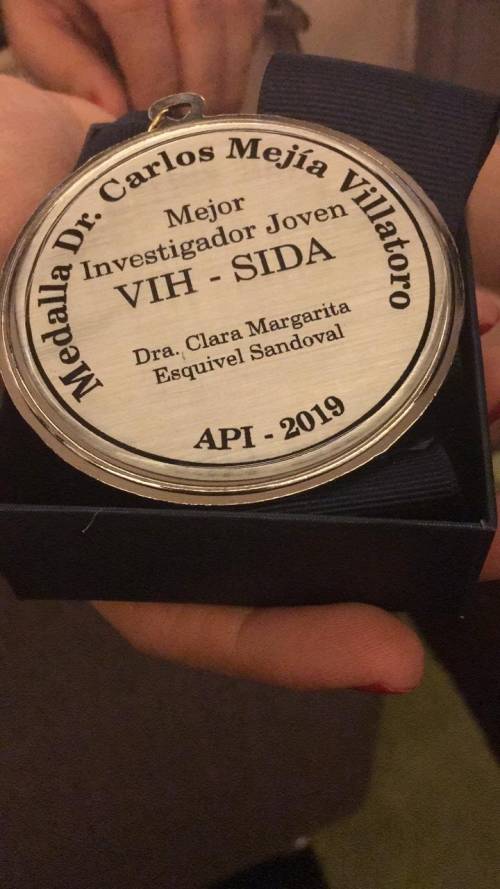 Medalla Dr. Carlos Mejía Villatoro
Mejor
Investigador Joven
VIH - SIDA
Dra. Clara Margarita
Esquivel Sandoval
API - 2019